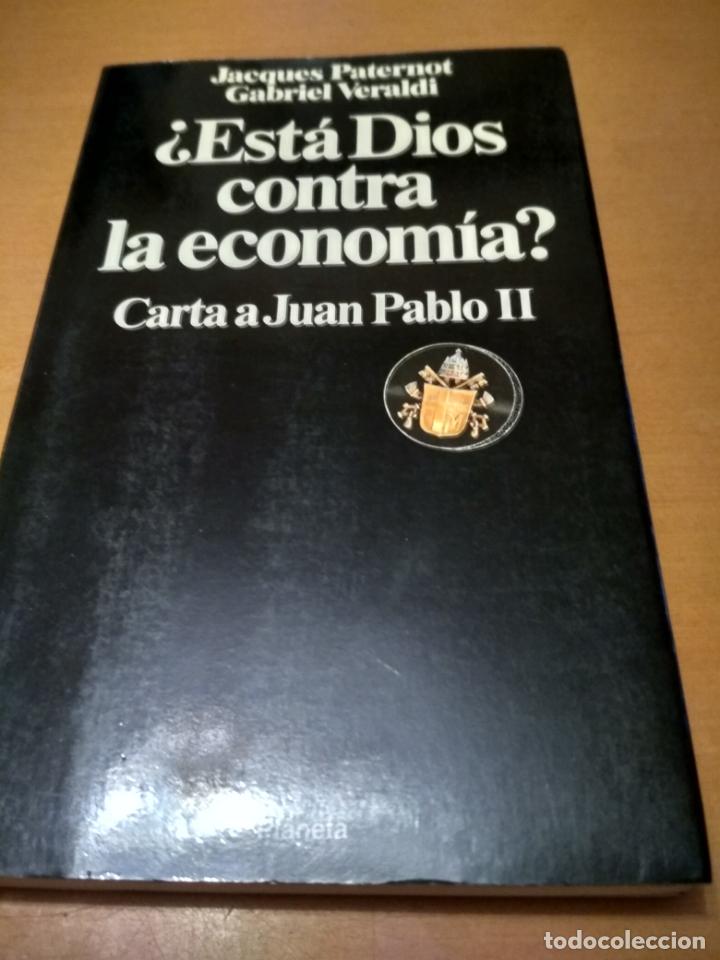 Jacques Paternot
Gabriel Veraldi
¿Está Dios
contra
la economía?
Carta a Juan Pablo II
Planeta
todocoleccion